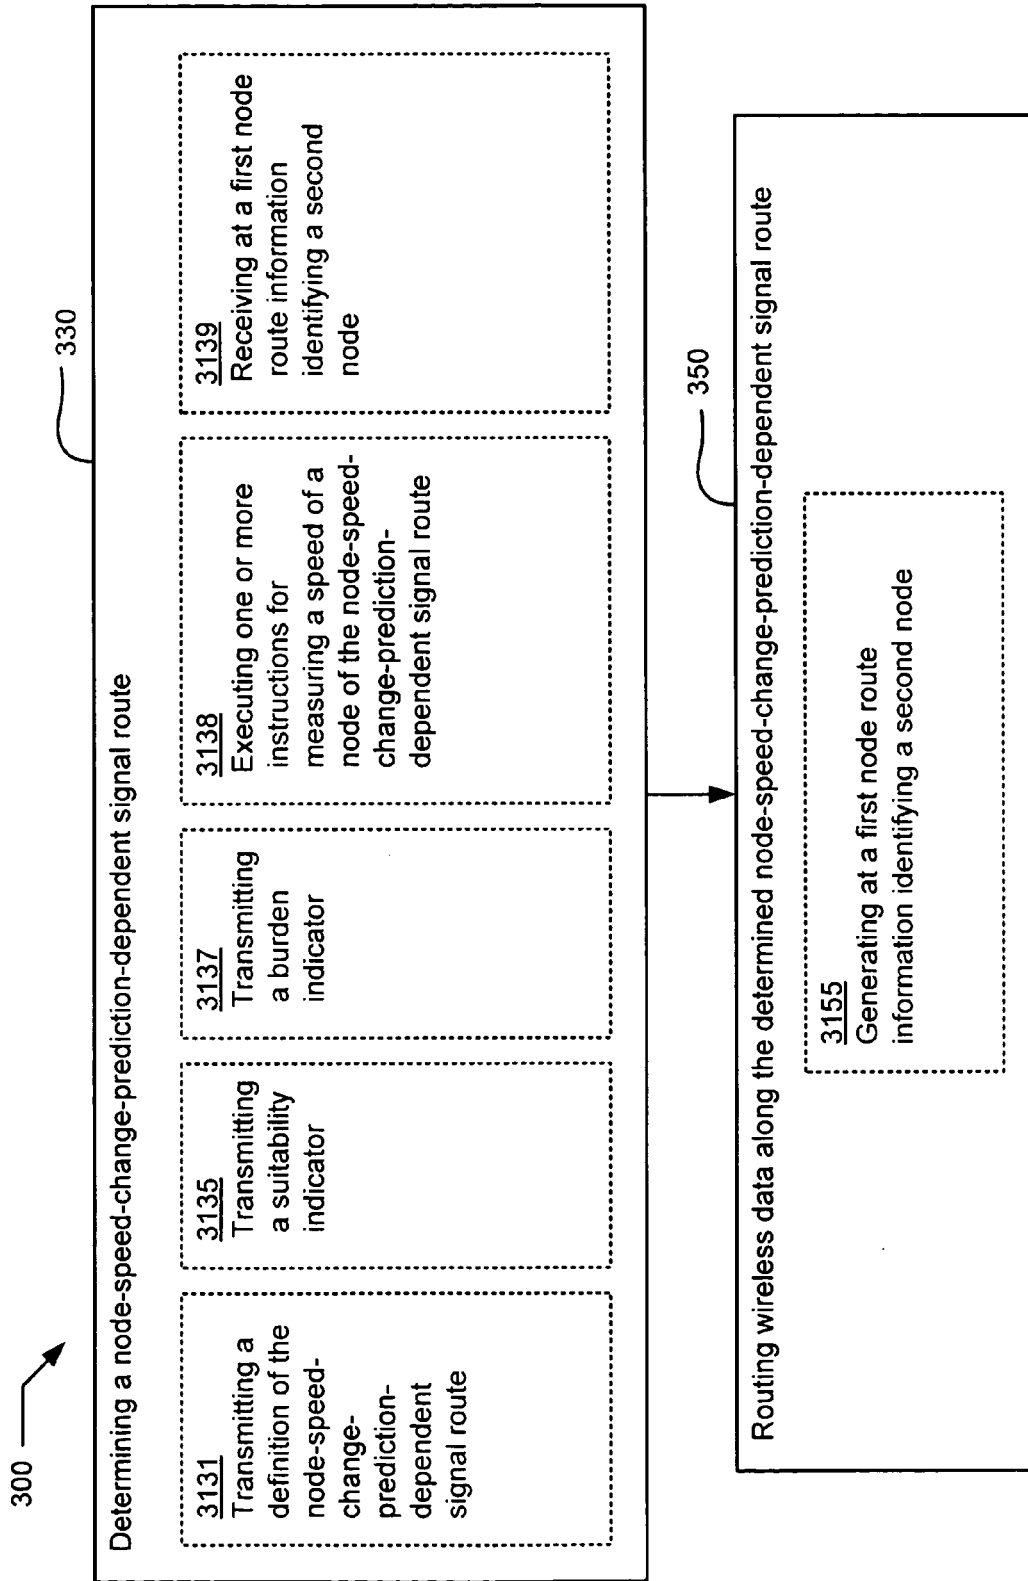 300
330
Determining a node-speed-change-prediction-dependent signal route
3131
Transmitting a
definition of the
node-speed-
change-
prediction-
dependent
signal route
3135
Transmitting
a suitability
indicator
3137
Transmitting
a burden
indicator
3138
Executing one or more
instructions for
measuring a speed of a
node of the node-speed-
change-prediction-
dependent signal route
3139
Receiving at a first node
route information
identifying a second
node
350
Routing wireless data along the determined node-speed-change-prediction-dependent signal route
3155
Generating at a first node route
information identifying a second node